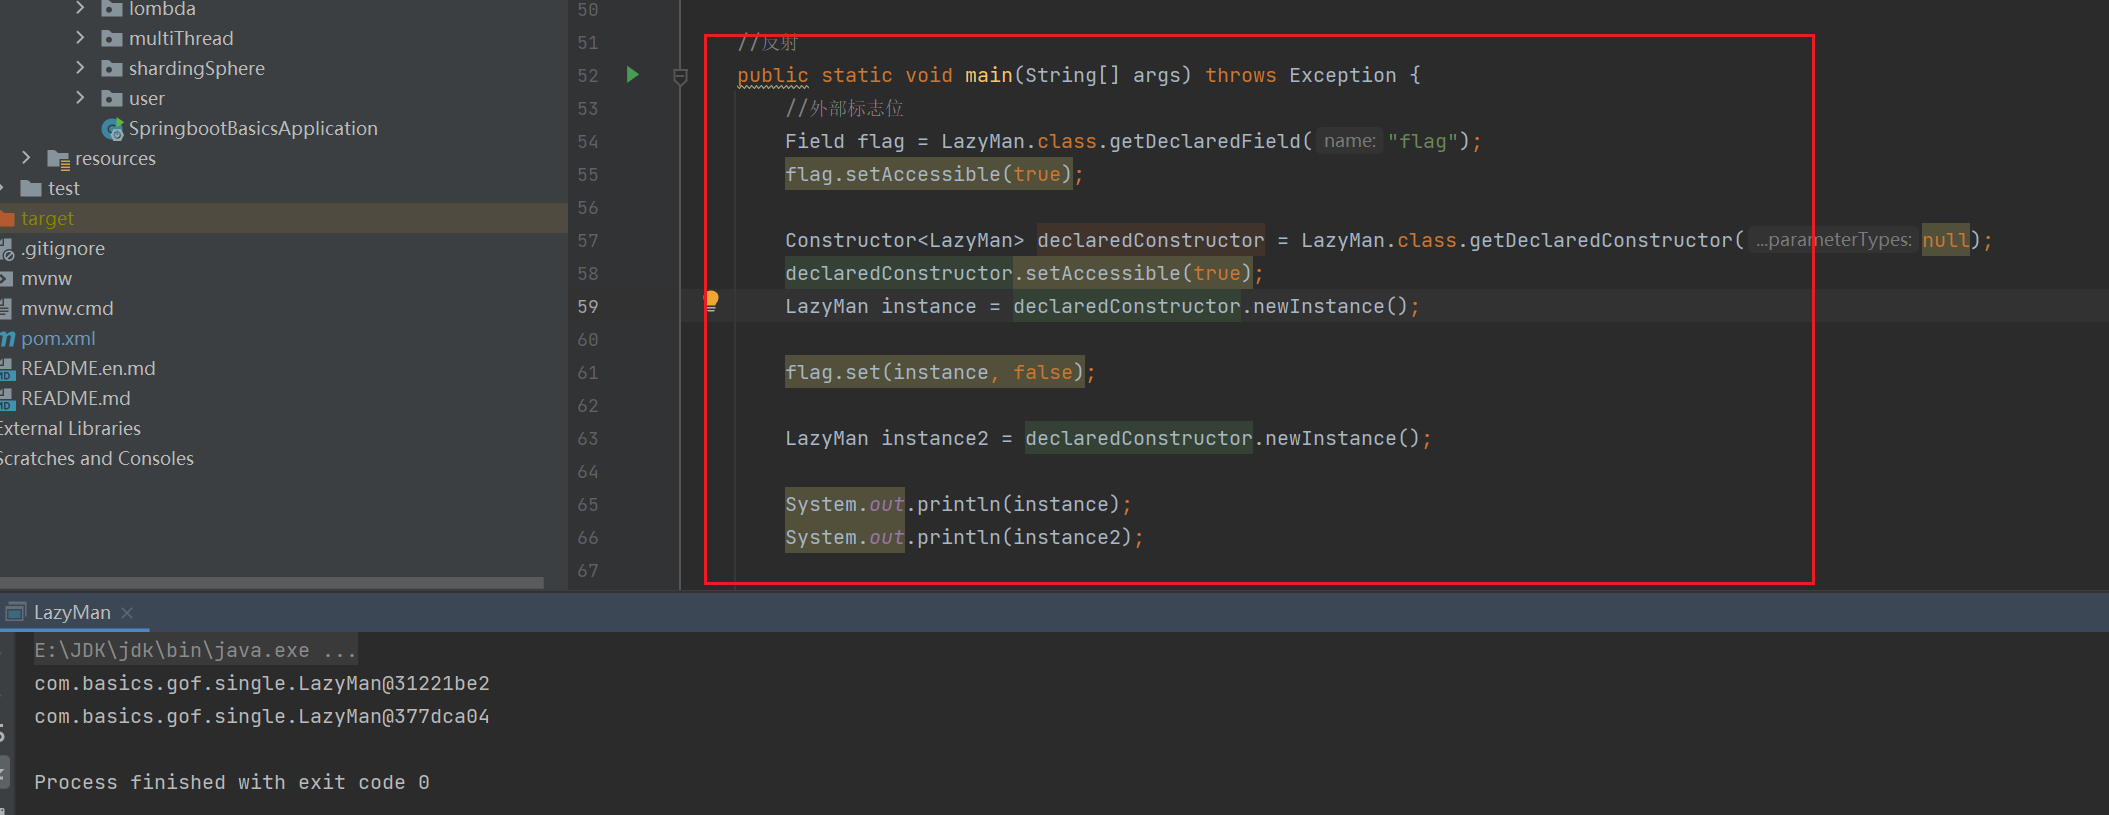 lombda
multiThread
shardingSphere
user
SpringbootBasicsApplication
resources
test
target
.gitignore
mvnw
mvnw.cmd
pom.xml
README.en.md
README.md
External Libraries
Scratches and Consoles
50
51 //反射
52 public static void main(String[] args) throws Exception {
53 //外部标志位
54 Field flag = LazyMan.class.getDeclaredField( name: "flag");
55 flag.setAccessible(true);
56
57 Constructor<LazyMan> declaredConstructor = LazyMan.class.getDeclaredConstructor( ...parameterTypes: null);
58 declaredConstructor.setAccessible(true);
59 LazyMan instance = declaredConstructor.newInstance();
60
61 flag.set(instance, false);
62
63 LazyMan instance2 = declaredConstructor.newInstance();
64
65 System.out.println(instance);
66 System.out.println(instance2);
67
LazyMan
E:\JDK\jdk\bin\java.exe ...
com.basics.gof.single.LazyMan@31221be2
com.basics.gof.single.LazyMan@377dca04
Process finished with exit code 0